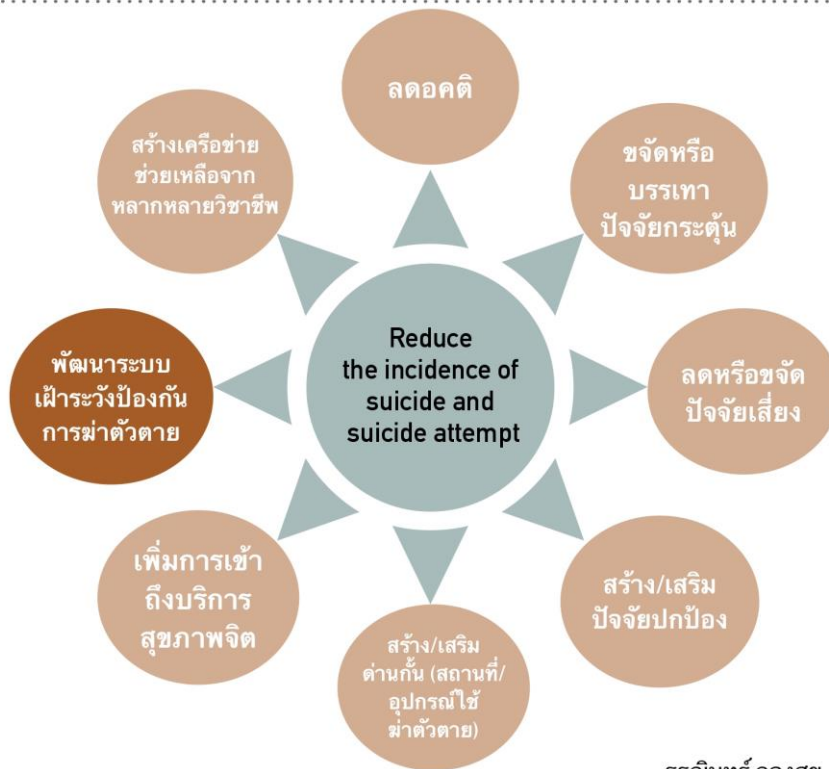 ลดอคติ
ขจัดหรือ
บรรเทา
ปัจจัยกระตุ้น
ลดหรือขจัด
ปัจจัยเสี่ยง
สร้าง/เสริม
ปัจจัยปกป้อง
สร้าง/เสริม
ด่านกั้น (สถานที่/
อุปกรณ์ใช้
ฆ่าตัวตาย)
เพิ่มการเข้า
ถึงบริการ
สุขภาพจิต
พัฒนาระบบ
เฝ้าระวังป้องกัน
การฆ่าตัวตาย
สร้างเครือข่าย
ช่วยเหลือจาก
หลากหลายวิชาชีพ
Reduce
the incidence of
suicide and
suicide attempt